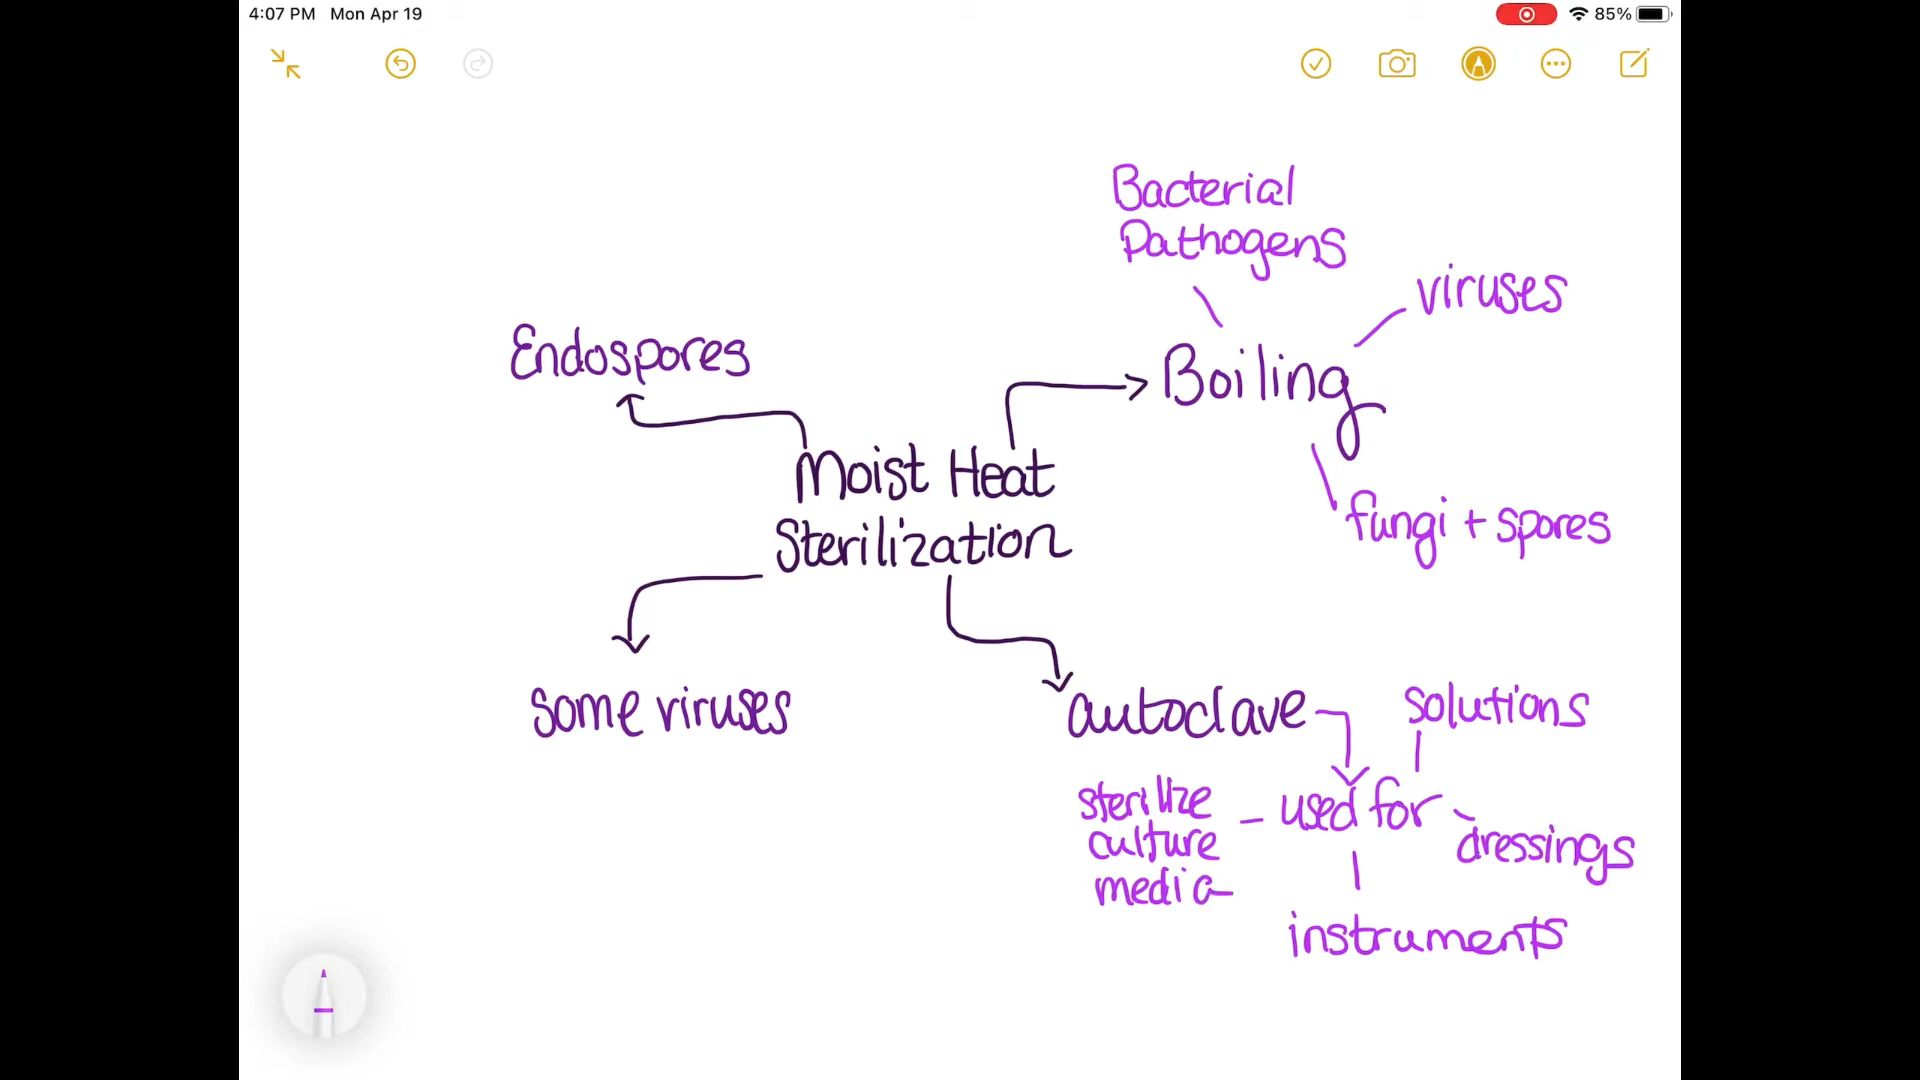 4:07 PM Mon Apr 19
85%
Bacterial
Pathogens
viruses
Endospores
Boiling
Moist Heat
Sterilization
fungi + spores
some viruses
autoclave
solutions
used for
sterilize
culture
media
dressings
instruments